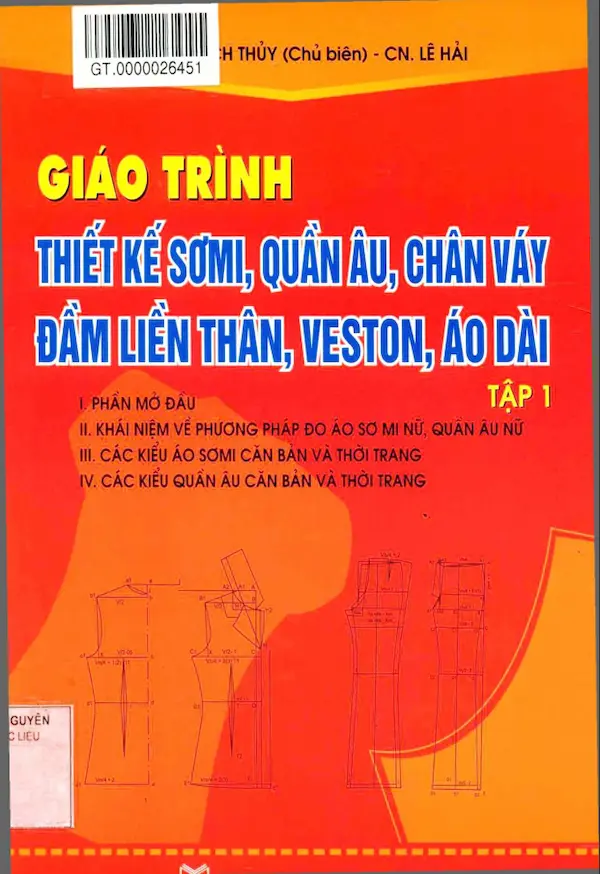 GT.0000026451
CH THỦY (Chủ biên) - CN. LÊ HẢI
GIÁO TRÌNH
THIẾT KẾ SƠMI, QUẦN ÂU, CHÂN VÁY
ĐẦM LIỀN THÂN, VESTON, ÁO DÀI
TẬP 1
I. PHẦN MỞ ĐẦU
II. KHÁI NIỆM VỀ PHƯƠNG PHÁP ĐO ÁO SƠ MI NỮ, QUẦN ÂU NỮ
III. CÁC KIỂU ÁO SƠMI CĂN BẢN VÀ THỜI TRANG
IV. CÁC KIỂU QUẦN ÂU CĂN BẢN VÀ THỜI TRANG
GUYÊN
C LIỆU